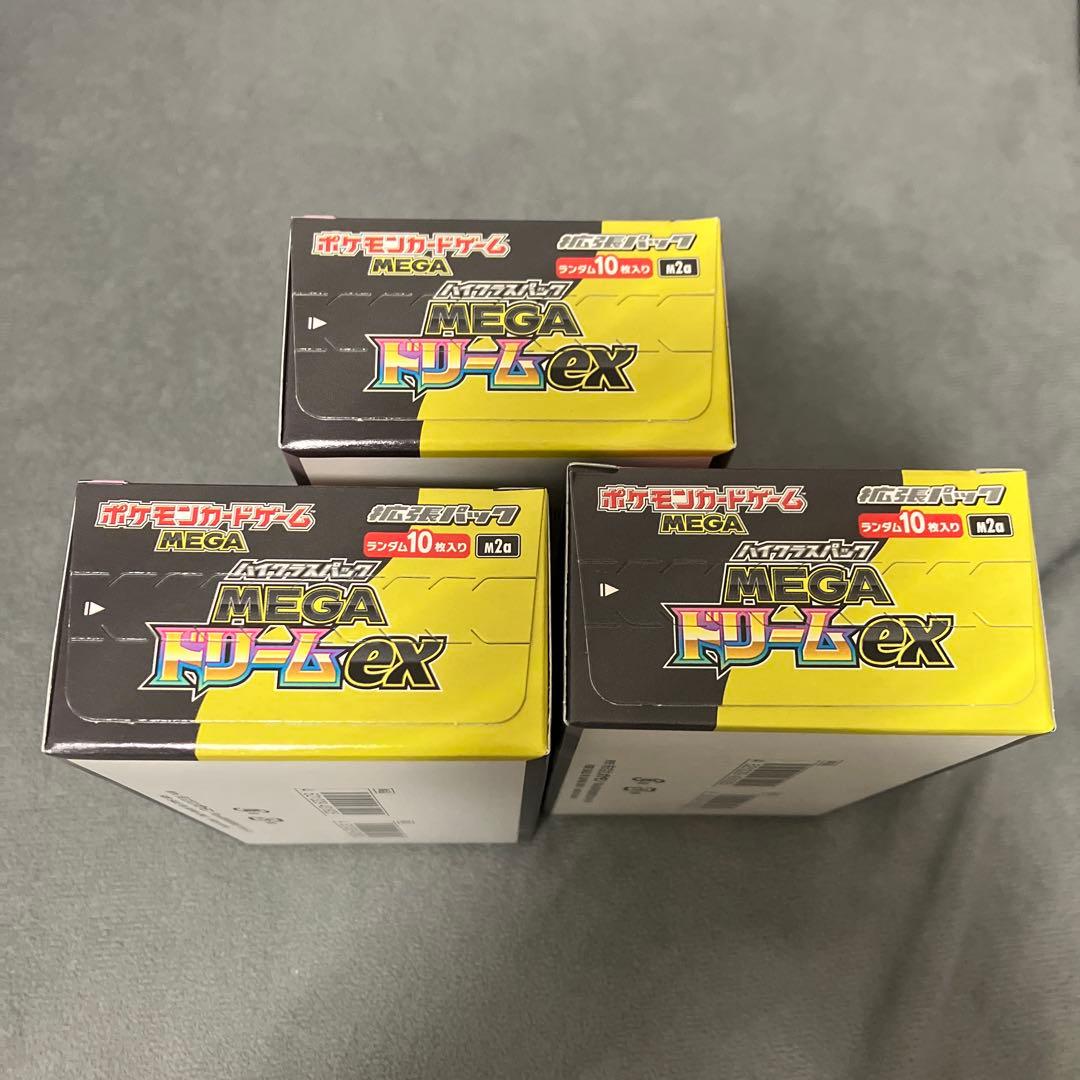 ポケモンカードゲーム
MEGA
拡張パック
ランダム10枚入り
M2a
ハイクラスパック
MEGA
ドリームex
ポケモンカードゲーム
MEGA
拡張パック
ランダム10枚入り
M2a
ハイクラスパック
MEGA
ドリームex
ポケモンカードゲーム
MEGA
拡張パック
ランダム10枚入り
M2a
ハイクラスパック
MEGA
ドリームex